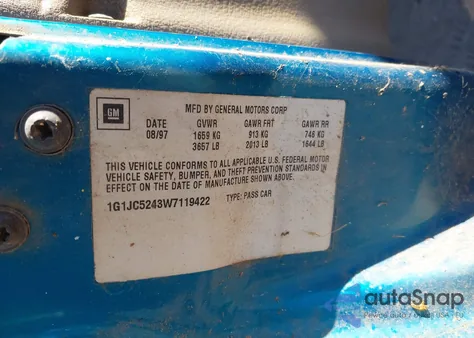 MFD BY GENERAL MOTORS CORP
GM
DATE GVWR GAWR FRT GAWR RR
08/97 1659 KG 913 KG 746 KG
3657 LB 2013 LB 1644 LB
THIS VEHICLE CONFORMS TO ALL APPLICABLE U.S. FEDERAL MOTOR
VEHICLE SAFETY, BUMPER, AND THEFT PREVENTION STANDARDS IN
EFFECT ON THE DATE OF MANUFACTURE SHOWN ABOVE.
1G1JC5243W7119422 TYPE: PASS CAR
autoSnap